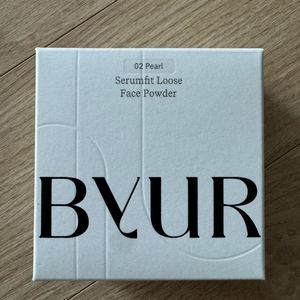 02 Pearl
Serumfit Loose
Face Powder
BYUR